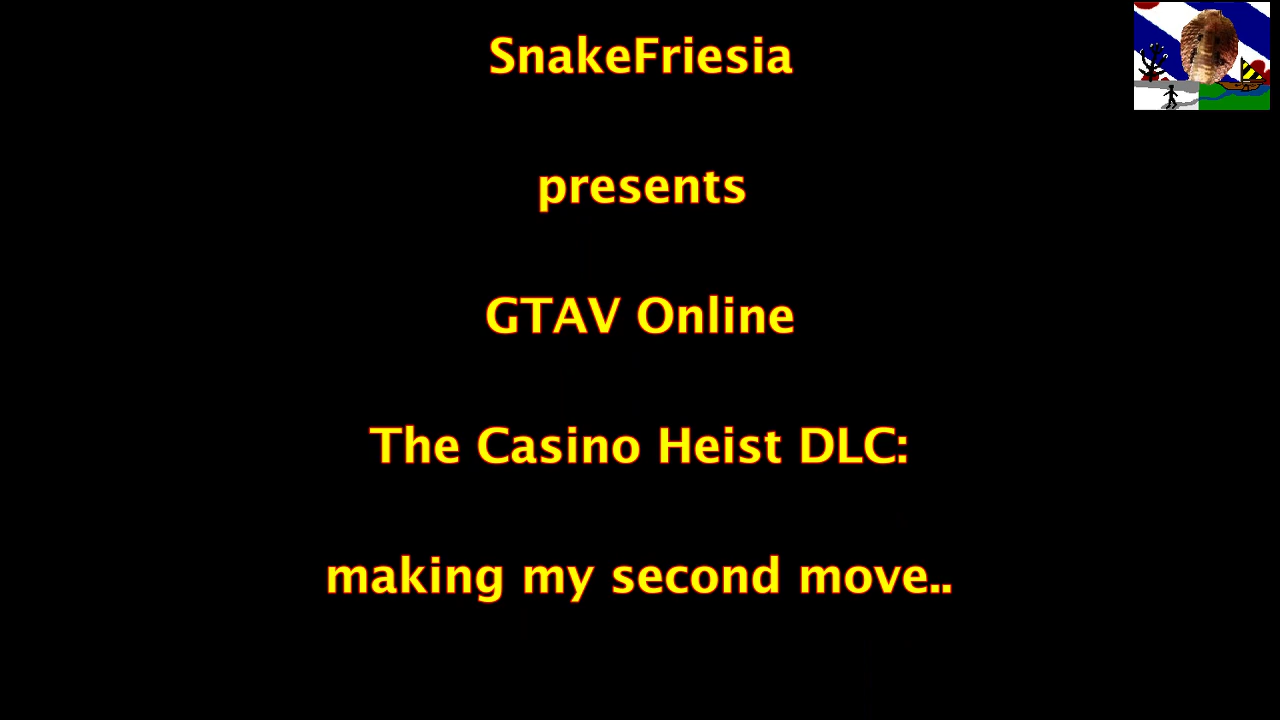 SnakeFriesia
presents
GTAV Online
The Casino Heist DLC:
making my second move..